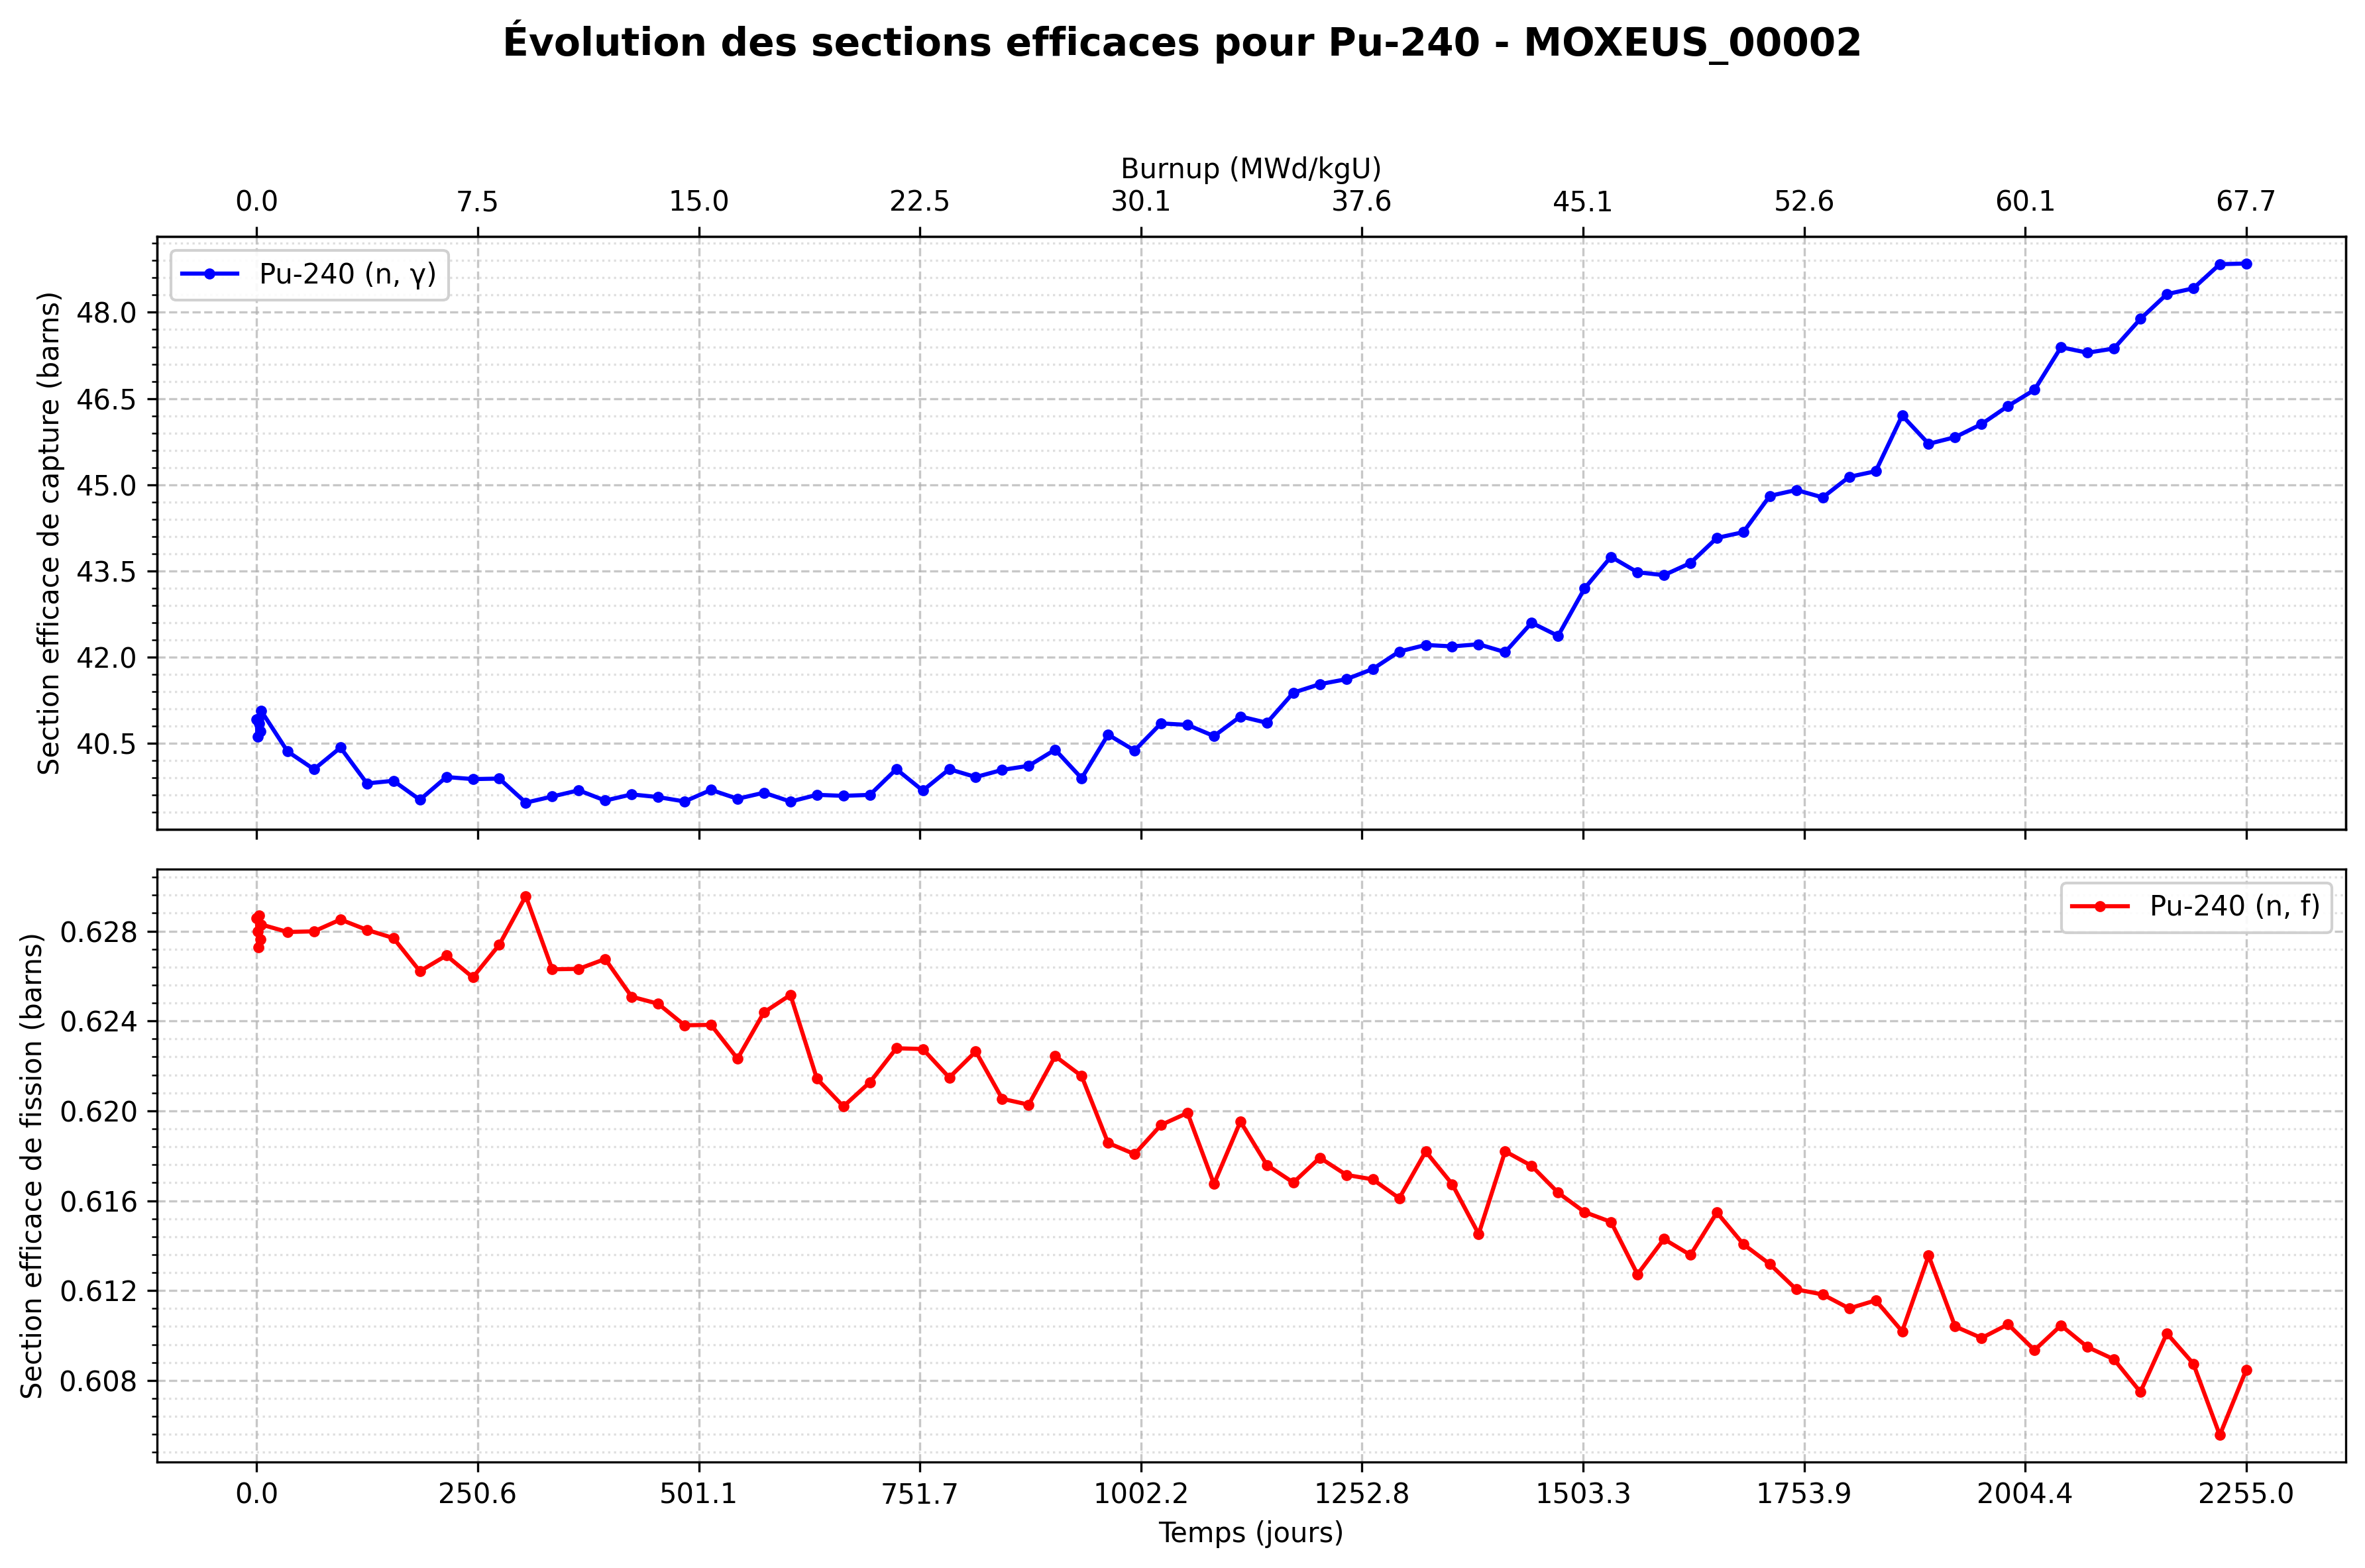 Évolution des sections efficaces pour Pu-240 - MOXEUS_00002
Burnup (MWd/kgU)
0.0 7.5 15.0 22.5 30.1 37.6 45.1 52.6 60.1 67.7
Pu-240 (n, γ)
Section efficace de capture (barns)
48.0
46.5
45.0
43.5
42.0
40.5
Pu-240 (n, f)
Section efficace de fission (barns)
0.628
0.624
0.620
0.616
0.612
0.608
0.0 250.6 501.1 751.7 1002.2 1252.8 1503.3 1753.9 2004.4 2255.0
Temps (jours)